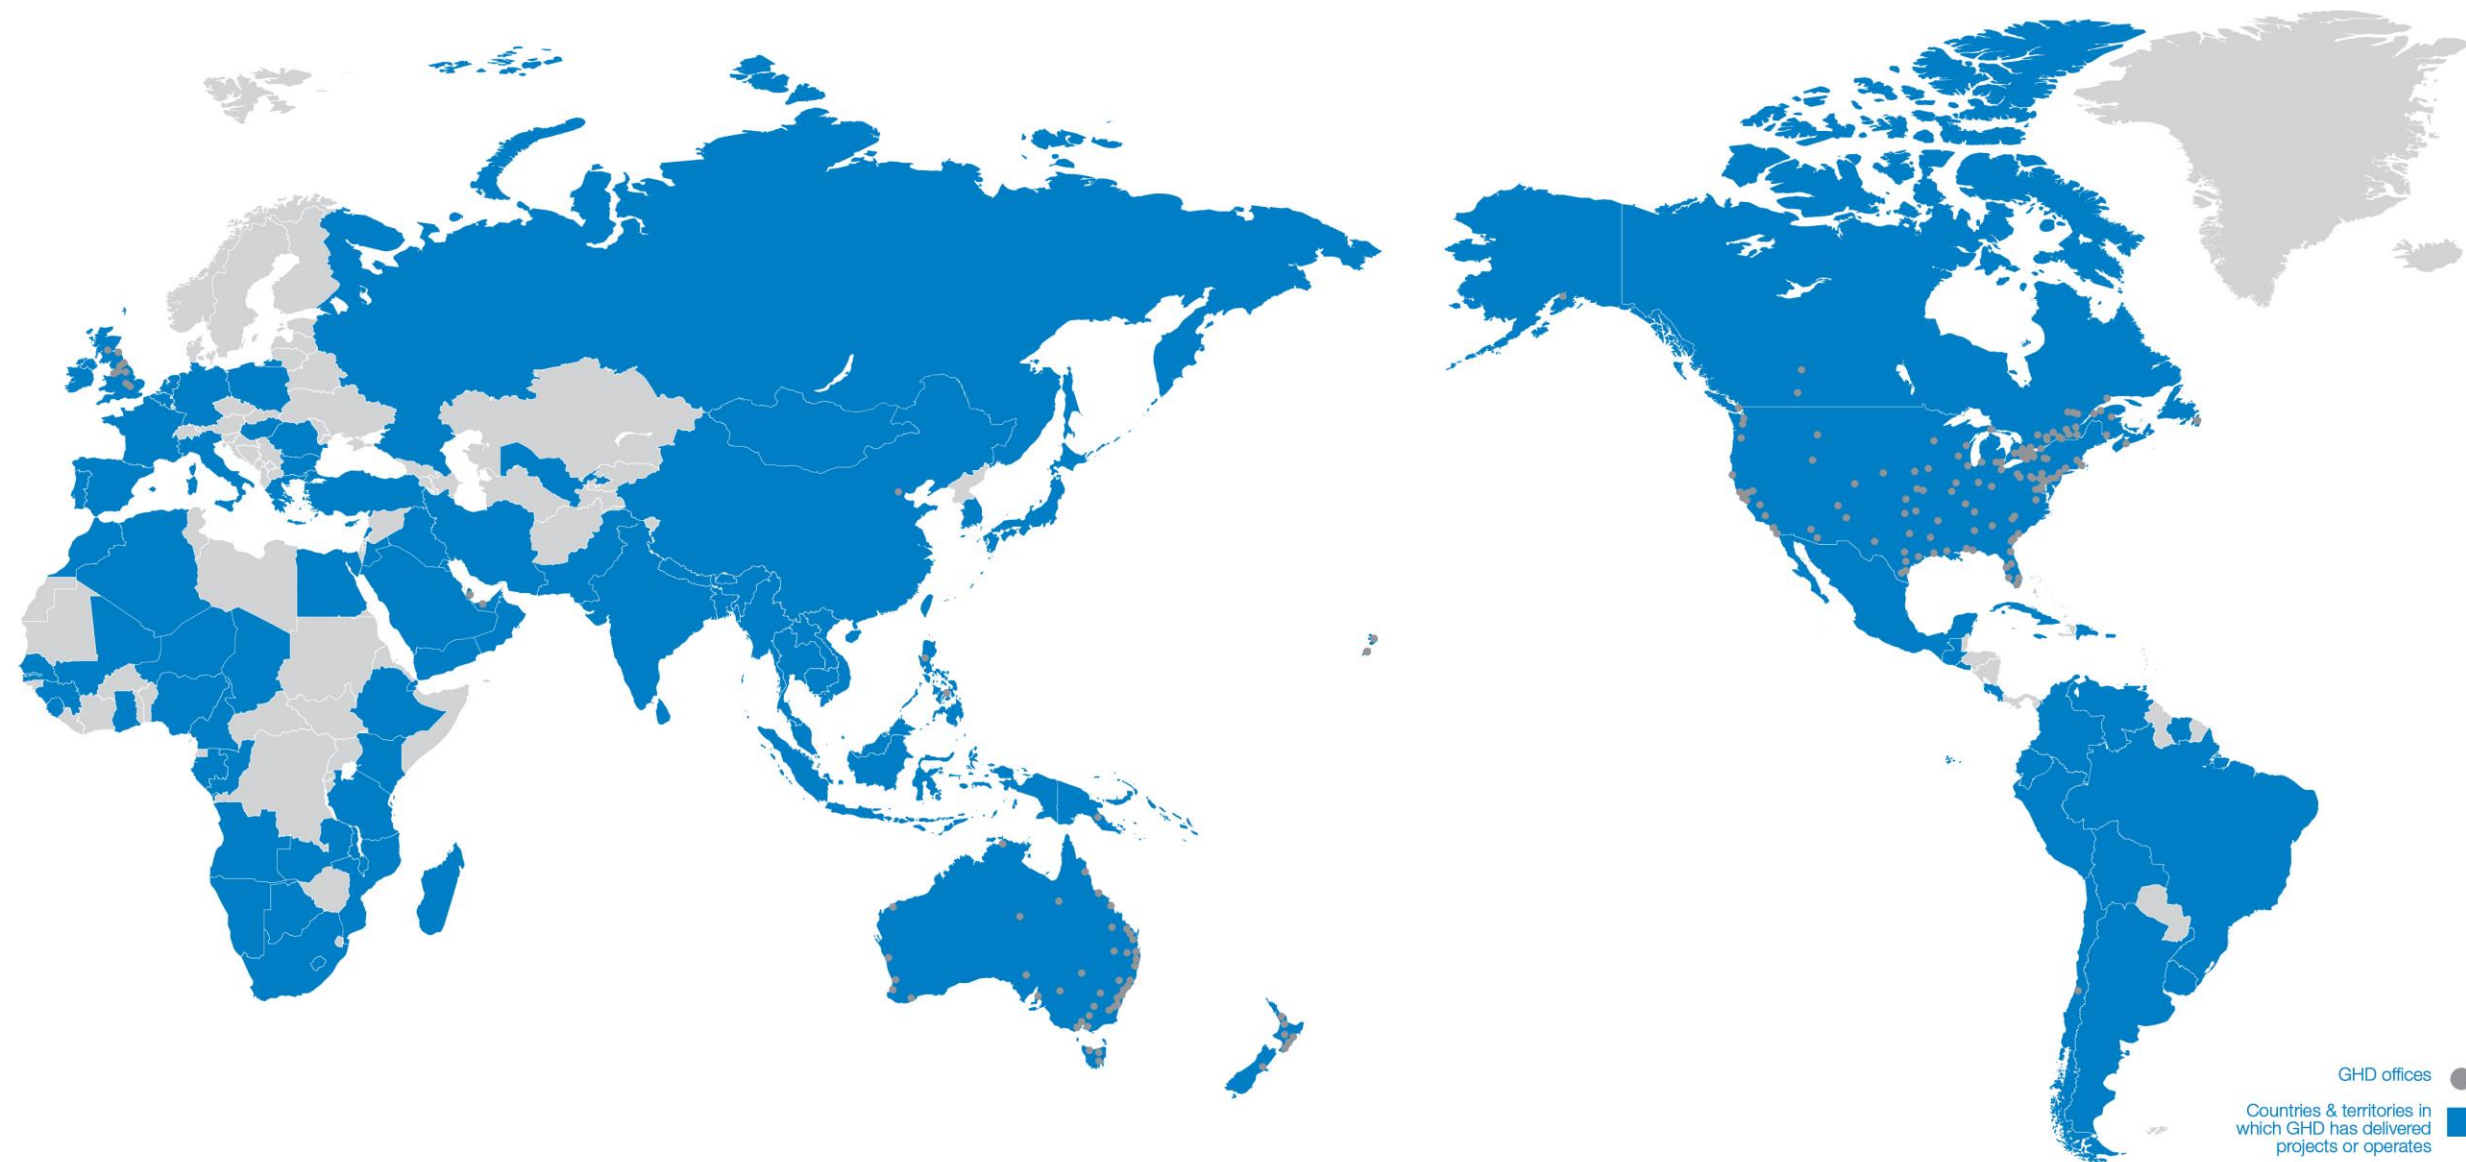 GHD offices
Countries & territories in
which GHD has delivered
projects or operates